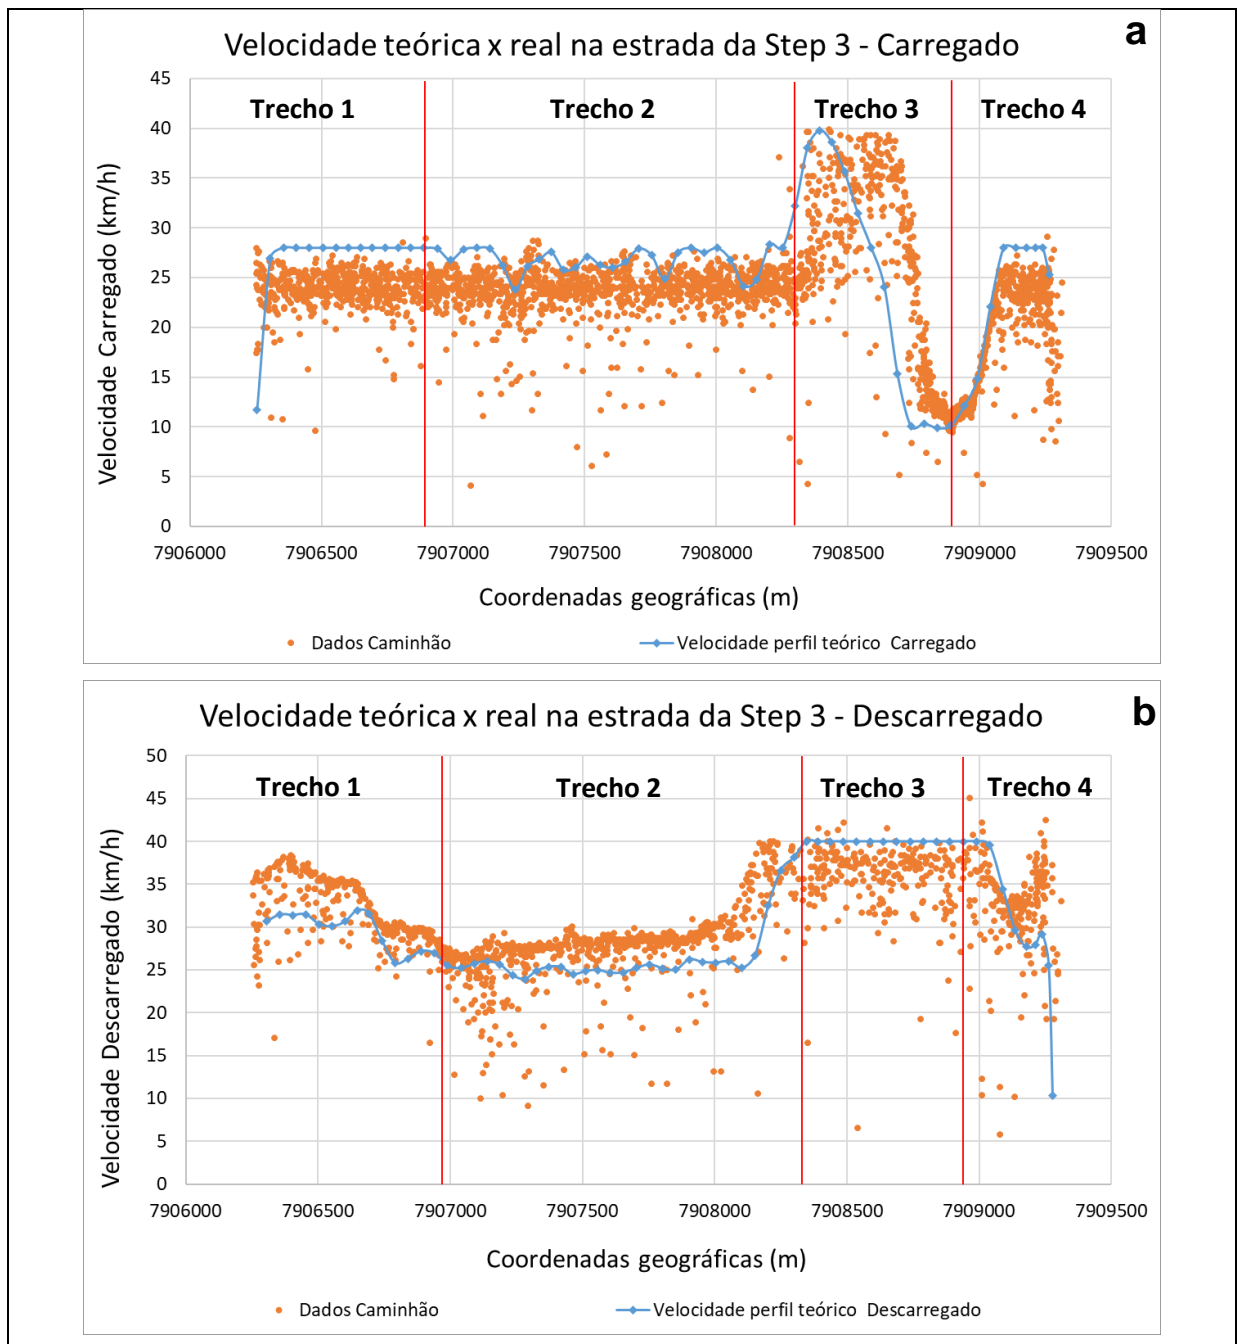 a
Velocidade teórica x real na estrada da Step 3 - Carregado
45
40
35
30
25
20
15
10
5
0
Trecho 1 Trecho 2 Trecho 3 Trecho 4
Velocidade Carregado (km/h)
7906000 7906500 7907000 7907500 7908000 7908500 7909000 7909500
Coordenadas geográficas (m)
Dados Caminhão Velocidade perfil teórico Carregado
b
Velocidade teórica x real na estrada da Step 3 - Descarregado
50
45
40
35
30
25
20
15
10
5
0
Trecho 1 Trecho 2 Trecho 3 Trecho 4
Velocidade Descarregado (km/h)
7906000 7906500 7907000 7907500 7908000 7908500 7909000 7909500
Coordenadas geográficas (m)
Dados Caminhão Velocidade perfil teórico Descarregado